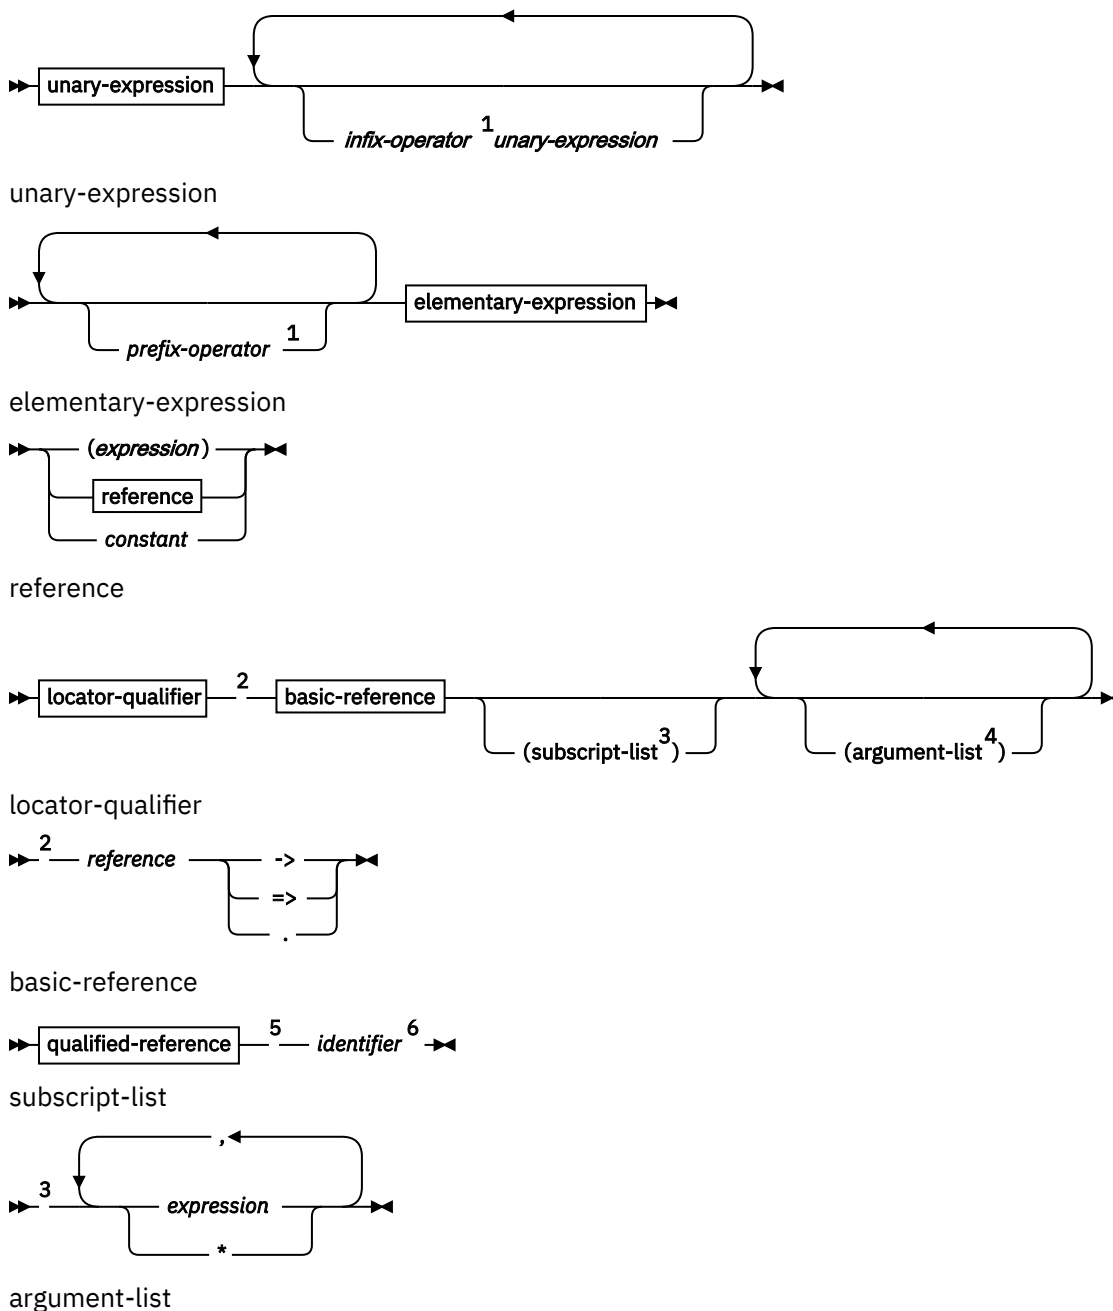 unary-expression
infix-operator 1 unary-expression
unary-expression
elementary-expression
prefix-operator 1
elementary-expression
(expression)
reference
constant
reference
locator-qualifier 2 basic-reference
(subscript-list 3) (argument-list 4)
locator-qualifier
2 reference ->
=>
.
basic-reference
qualified-reference 5 identifier 6
subscript-list
,
3 expression
*
argument-list